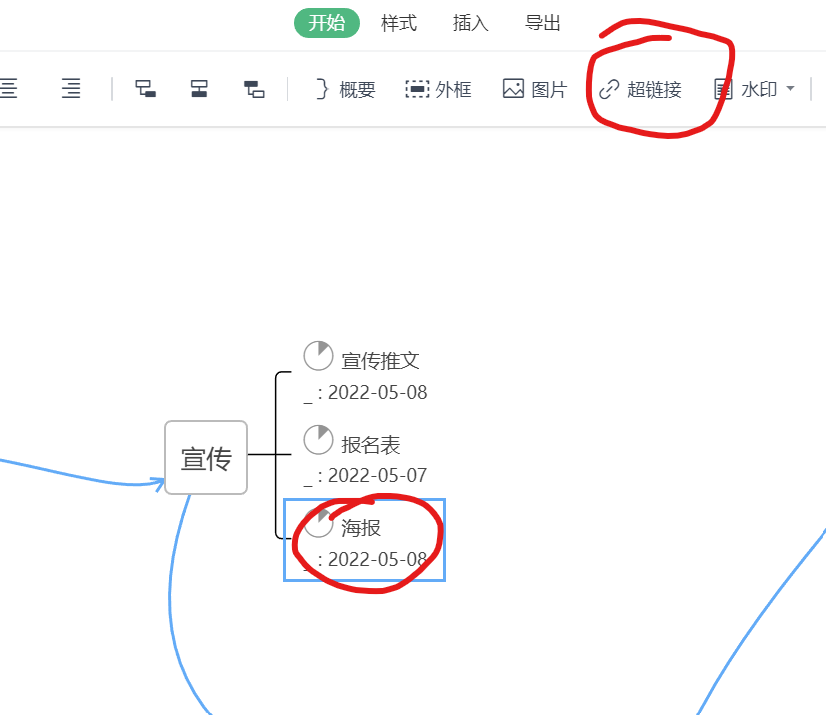 开始 样式 插入 导出
概要 外框 图片 超链接 水印
宣传推文
_ : 2022-05-08
报名表
_ : 2022-05-07
宣传
海报
_ : 2022-05-08